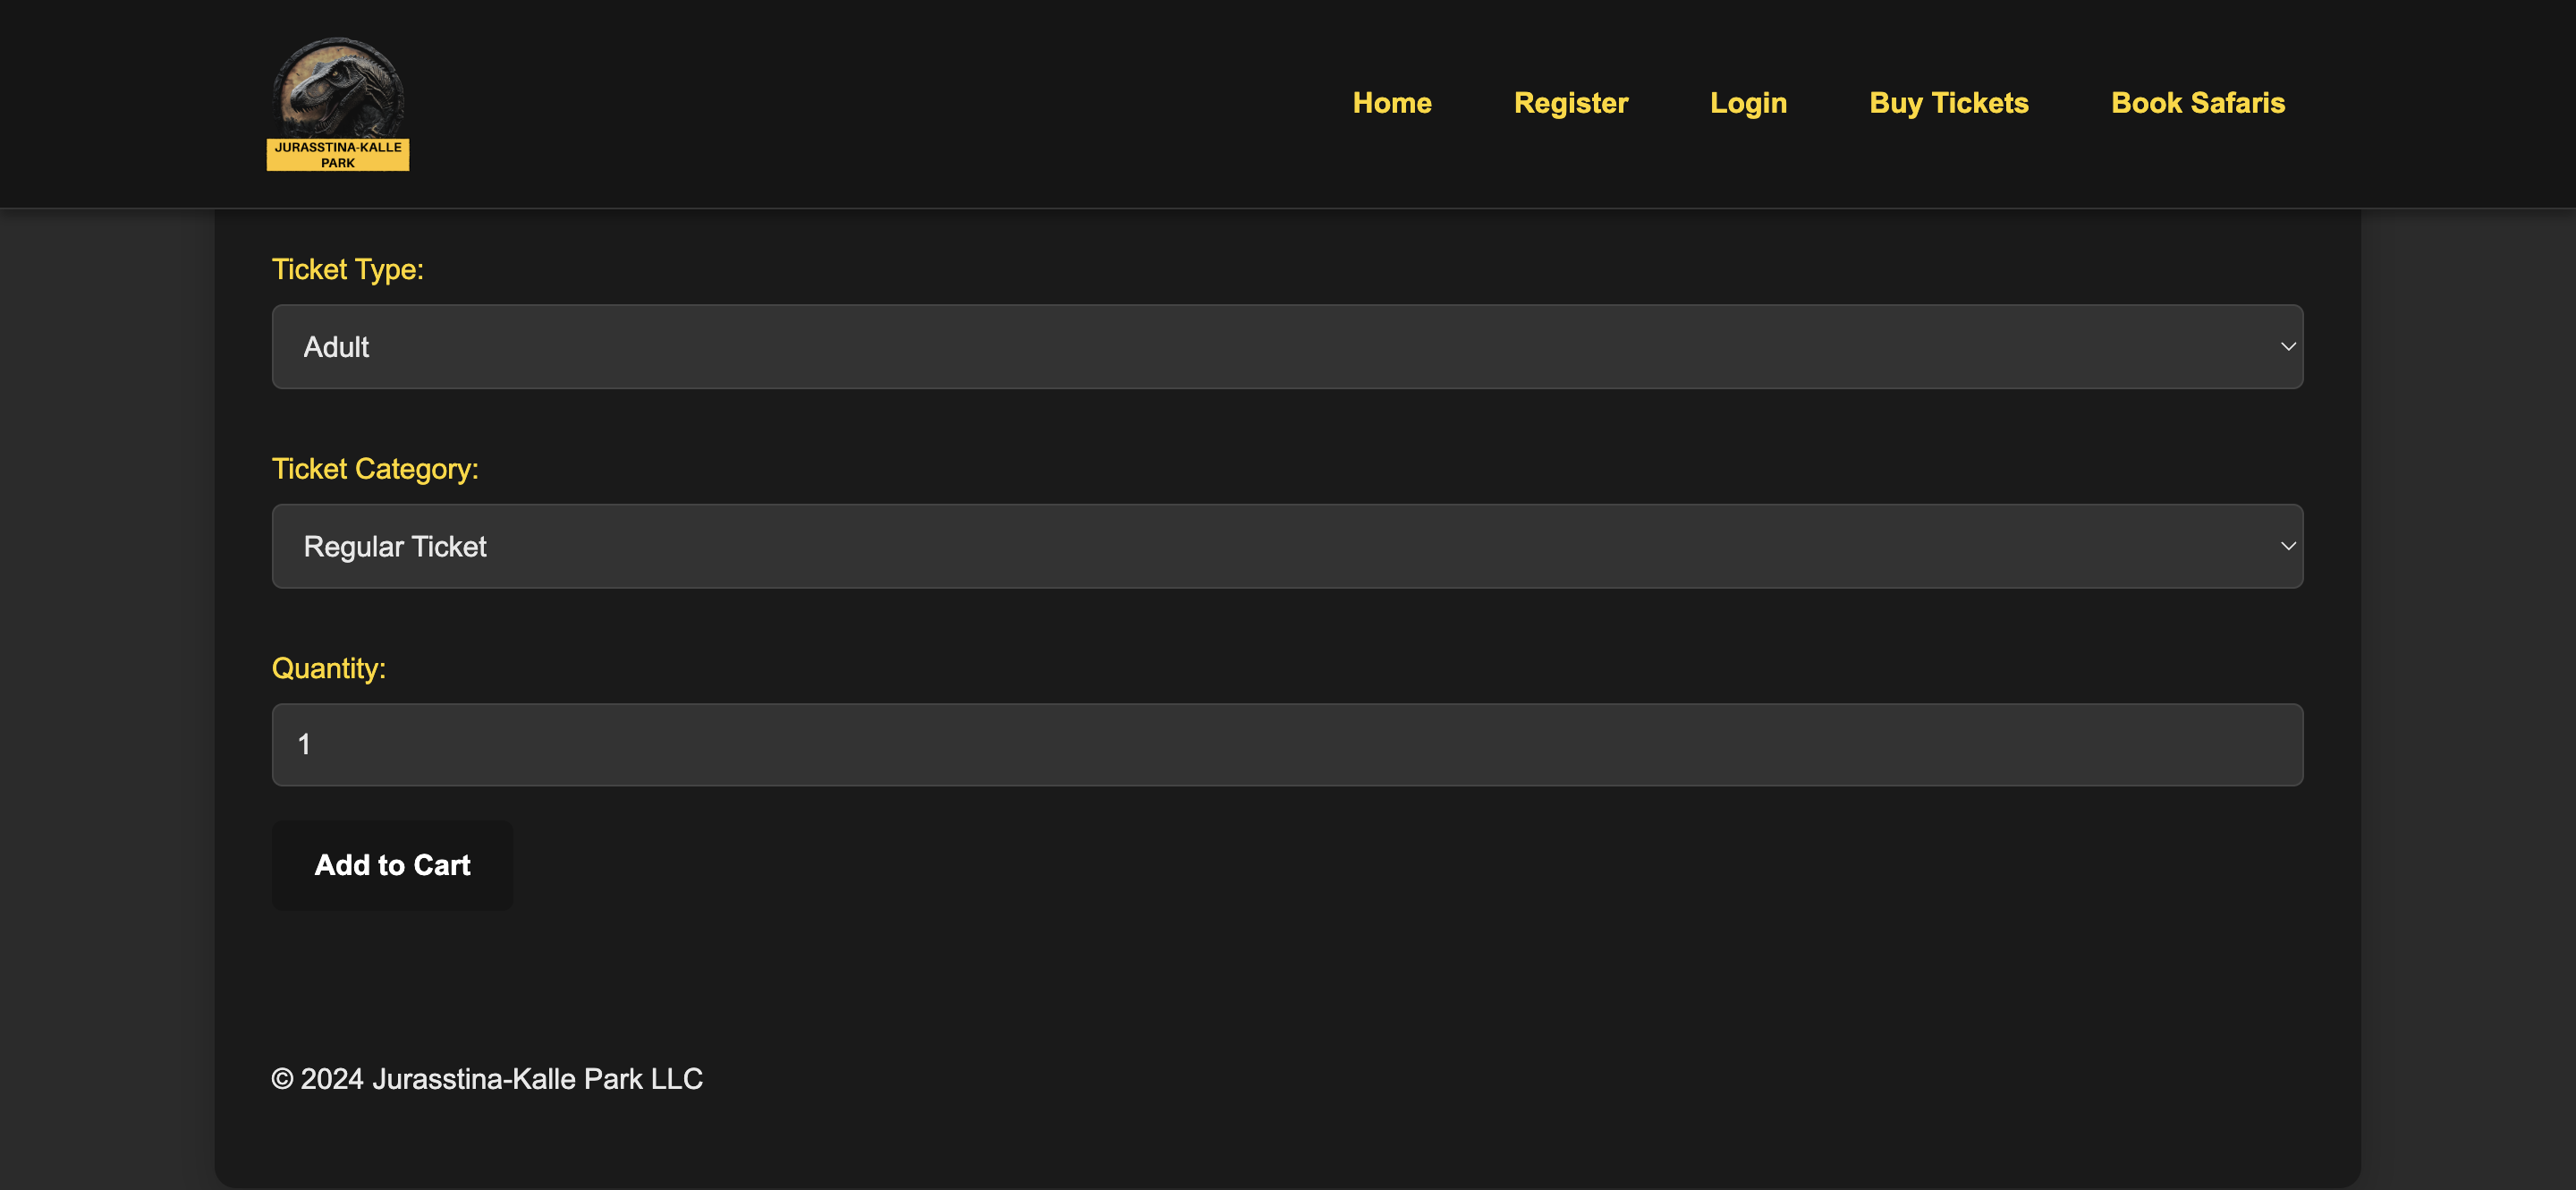 JURASSTINA-KALLE
PARK
Home Register Login Buy Tickets Book Safaris
Ticket Type:
Adult
Ticket Category:
Regular Ticket
Quantity:
1
Add to Cart
© 2024 Jurasstina-Kalle Park LLC